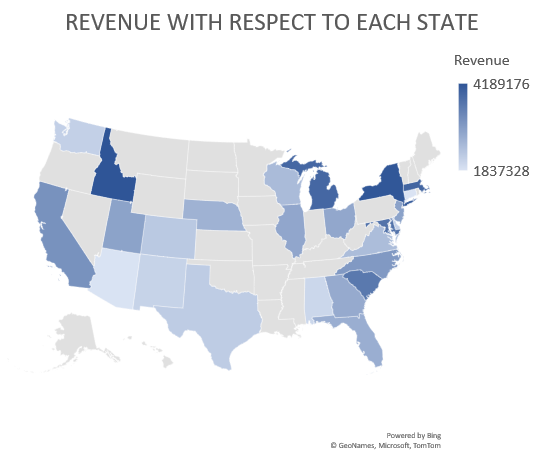 REVENUE WITH RESPECT TO EACH STATE
Revenue
4189176
1837328
Powered by Bing
© GeoNames, Microsoft, TomTom